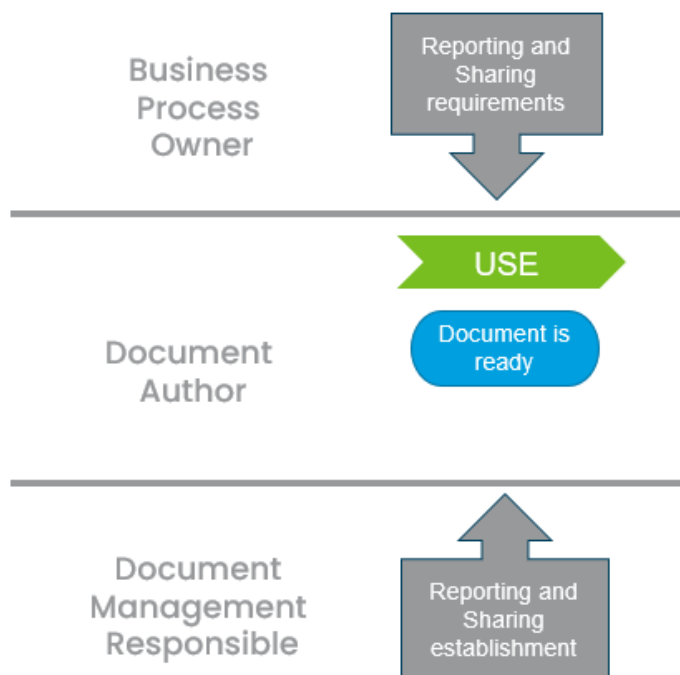 Business
Process
Owner
Reporting and
Sharing
requirements
USE
Document is
ready
Document
Author
Document
Management
Responsible
Reporting and
Sharing
establishment